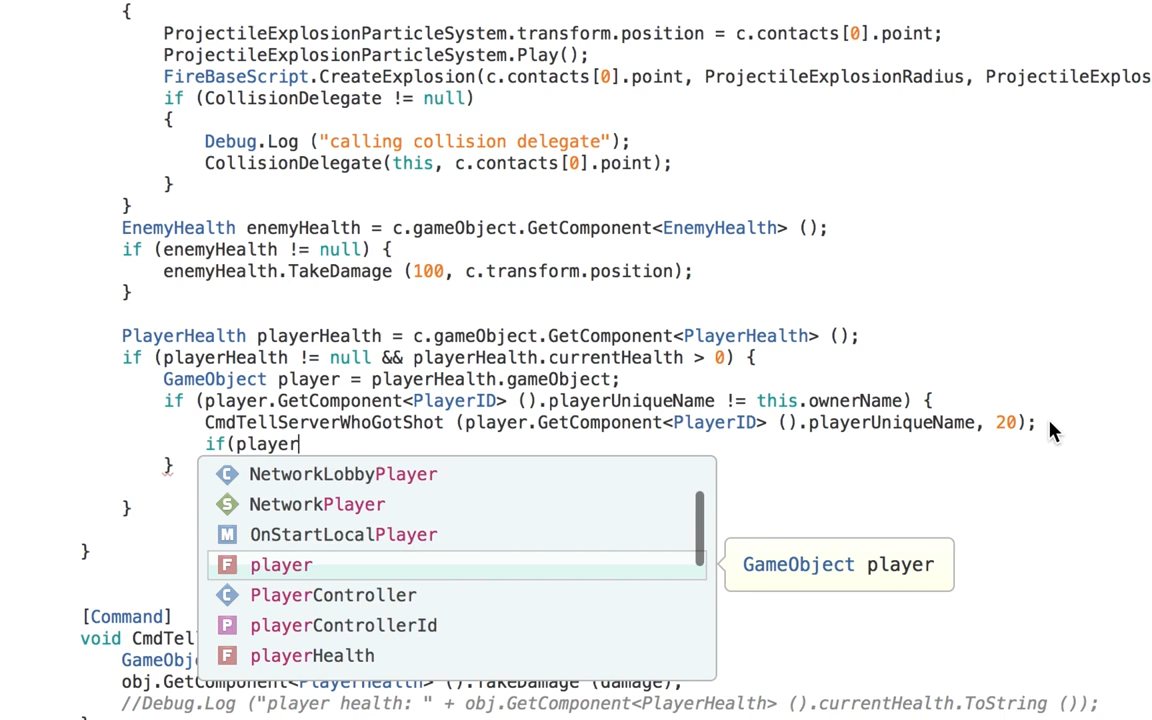 {
ProjectileExplosionParticleSystem.transform.position = c.contacts[0].point;
ProjectileExplosionParticleSystem.Play();
FireBaseScript.CreateExplosion(c.contacts[0].point, ProjectileExplosionRadius, ProjectileExplos
if (CollisionDelegate != null)
{
Debug.Log ("calling collision delegate");
CollisionDelegate(this, c.contacts[0].point);
}
}
EnemyHealth enemyHealth = c.gameObject.GetComponent<EnemyHealth> ();
if (enemyHealth != null) {
enemyHealth.TakeDamage (100, c.transform.position);
}
PlayerHealth playerHealth = c.gameObject.GetComponent<PlayerHealth> ();
if (playerHealth != null && playerHealth.currentHealth > 0) {
GameObject player = playerHealth.gameObject;
if (player.GetComponent<PlayerID> ().playerUniqueName != this.ownerName) {
CmdTellServerWhoGotShot (player.GetComponent<PlayerID> ().playerUniqueName, 20);
if(player
}
C NetworkLobbyPlayer
S NetworkPlayer
}
M OnStartLocalPlayer
}
F player
GameObject player
C PlayerController
[Command]
P playerControllerId
void CmdTel
F playerHealth
GameObj
obj.GetComponent<PlayerHealth> ().TakeDamage (damage);
//Debug.Log ("player health: " + obj.GetComponent<PlayerHealth> ().currentHealth.ToString ());